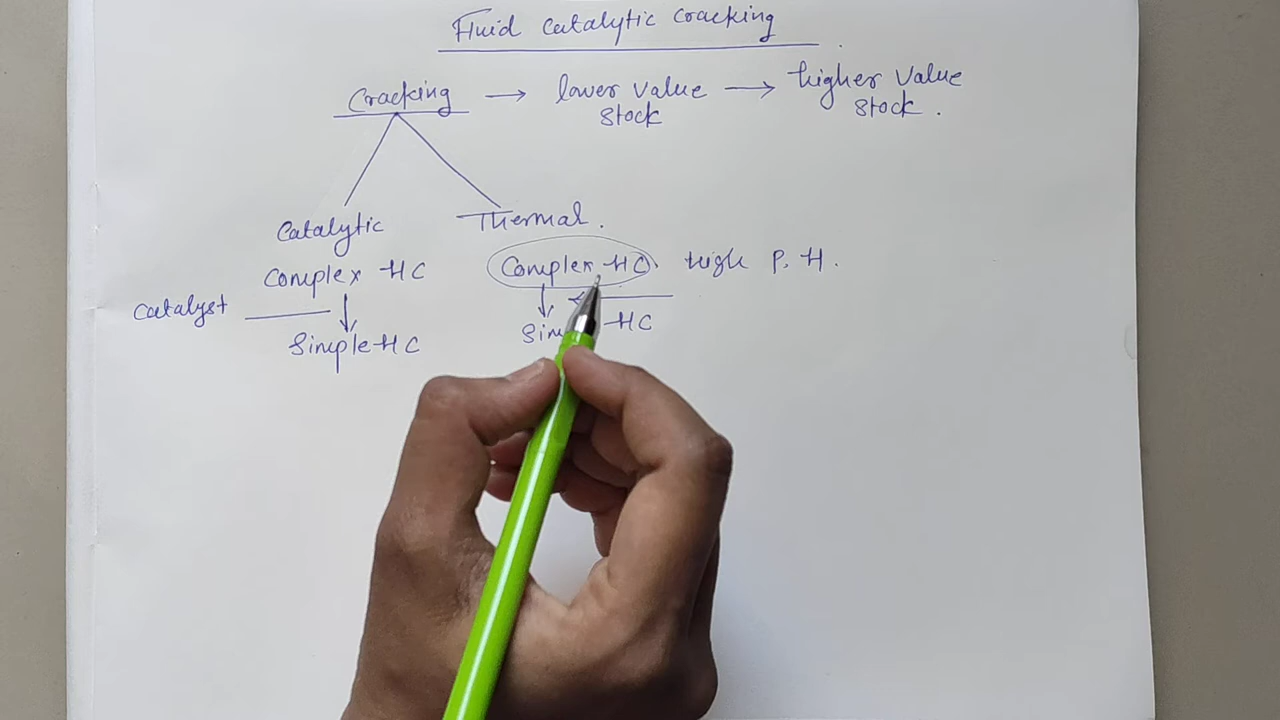 Fluid Catalytic Cracking
Cracking → lower value stock → higher value stock.
Catalytic
Thermal.
Complex HC
Complex HC. high P, H.
Catalyst
Simple HC
HC